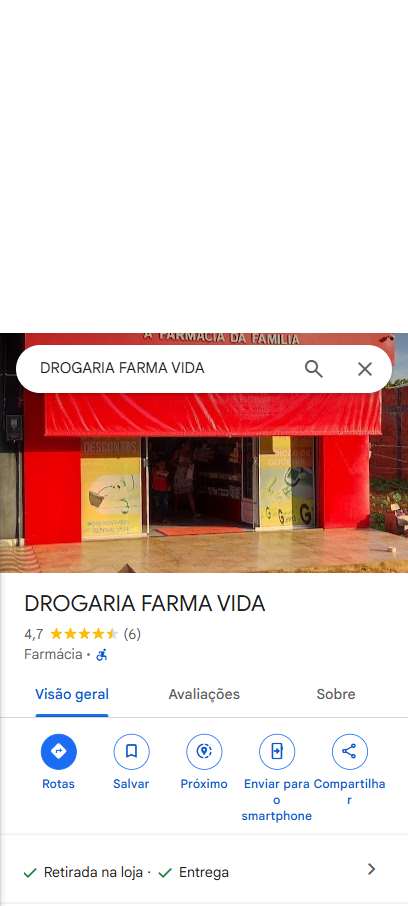 A FARMÁCIA DA FAMÍLIA
DROGARIA FARMA VIDA
DESCONTOS
DROGARIA FARMA VIDA
4,7 (6)
Farmácia ·
Visão geral Avaliações Sobre
Rotas Salvar Próximo Enviar para o smartphone Compartilhar
Retirada na loja · Entrega